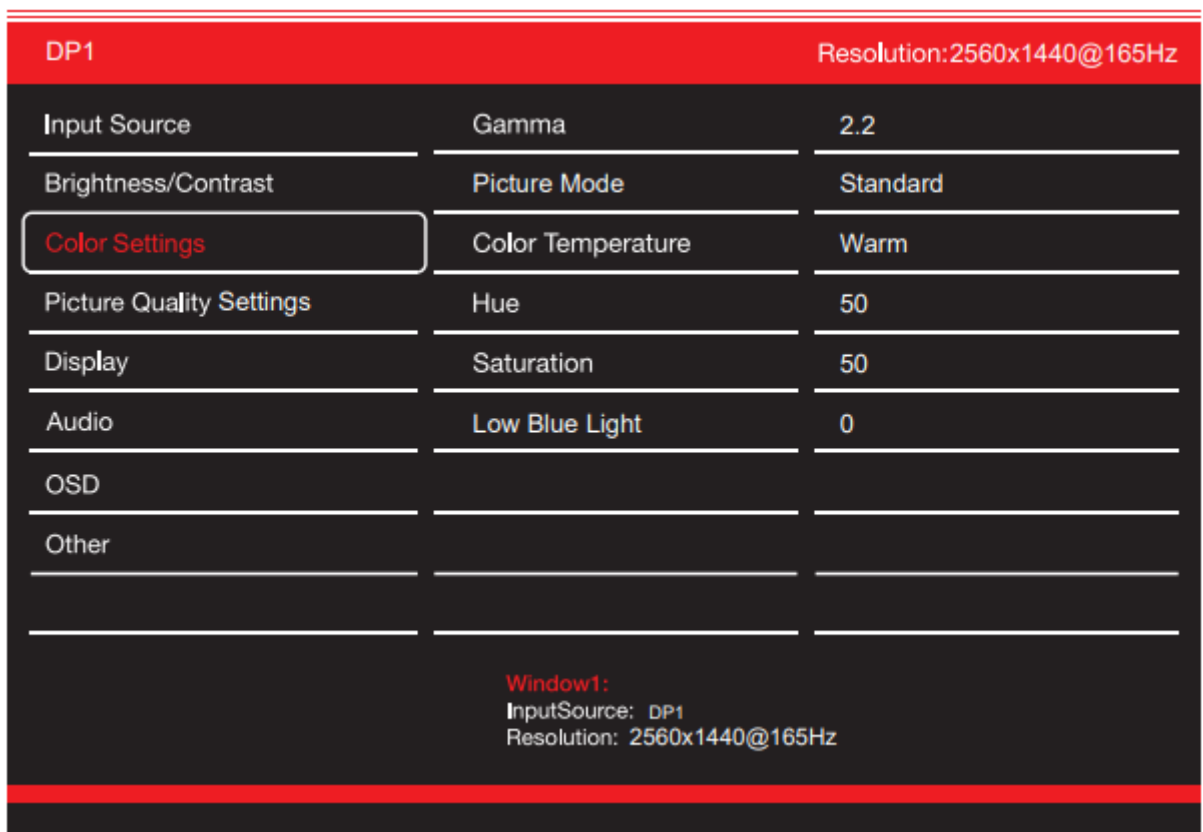 DP1 Resolution:2560x1440@165Hz
Input Source Gamma 2.2
Brightness/Contrast Picture Mode Standard
Color Settings Color Temperature Warm
Picture Quality Settings Hue 50
Display Saturation 50
Audio Low Blue Light 0
OSD
Other
Window1:
InputSource: DP1
Resolution: 2560x1440@165Hz